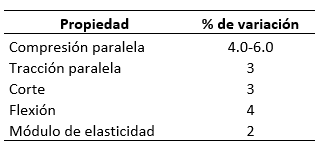 Propiedad % de variación
Compresión paralela 4.0-6.0
Tracción paralela 3
Corte 3
Flexión 4
Módulo de elasticidad 2